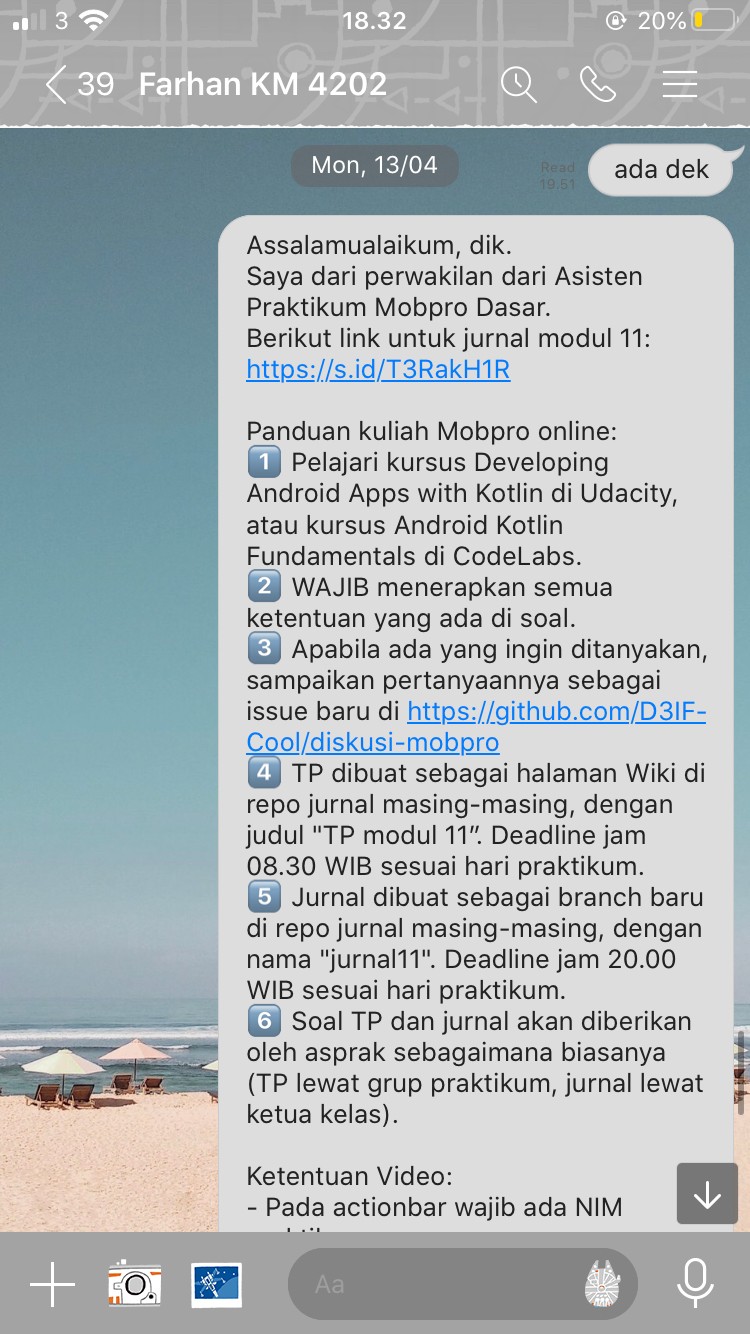 3 18.32 20%
39 Farhan KM 4202
Mon, 13/04
Read
19.51
ada dek
Assalamualaikum, dik.
Saya dari perwakilan dari Asisten
Praktikum Mobpro Dasar.
Berikut link untuk jurnal modul 11:
https://s.id/T3RakH1R
Panduan kuliah Mobpro online:
1 Pelajari kursus Developing
Android Apps with Kotlin di Udacity,
atau kursus Android Kotlin
Fundamentals di CodeLabs.
2 WAJIB menerapkan semua
ketentuan yang ada di soal.
3 Apabila ada yang ingin ditanyakan,
sampaikan pertanyaannya sebagai
issue baru di https://github.com/D3IF-
Cool/diskusi-mobpro
4 TP dibuat sebagai halaman Wiki di
repo jurnal masing-masing, dengan
judul "TP modul 11”. Deadline jam
08.30 WIB sesuai hari praktikum.
5 Jurnal dibuat sebagai branch baru
di repo jurnal masing-masing, dengan
nama "jurnal11". Deadline jam 20.00
WIB sesuai hari praktikum.
6 Soal TP dan jurnal akan diberikan
oleh asprak sebagaimana biasanya
(TP lewat grup praktikum, jurnal lewat
ketua kelas).
Ketentuan Video:
- Pada actionbar wajib ada NIM
Aa